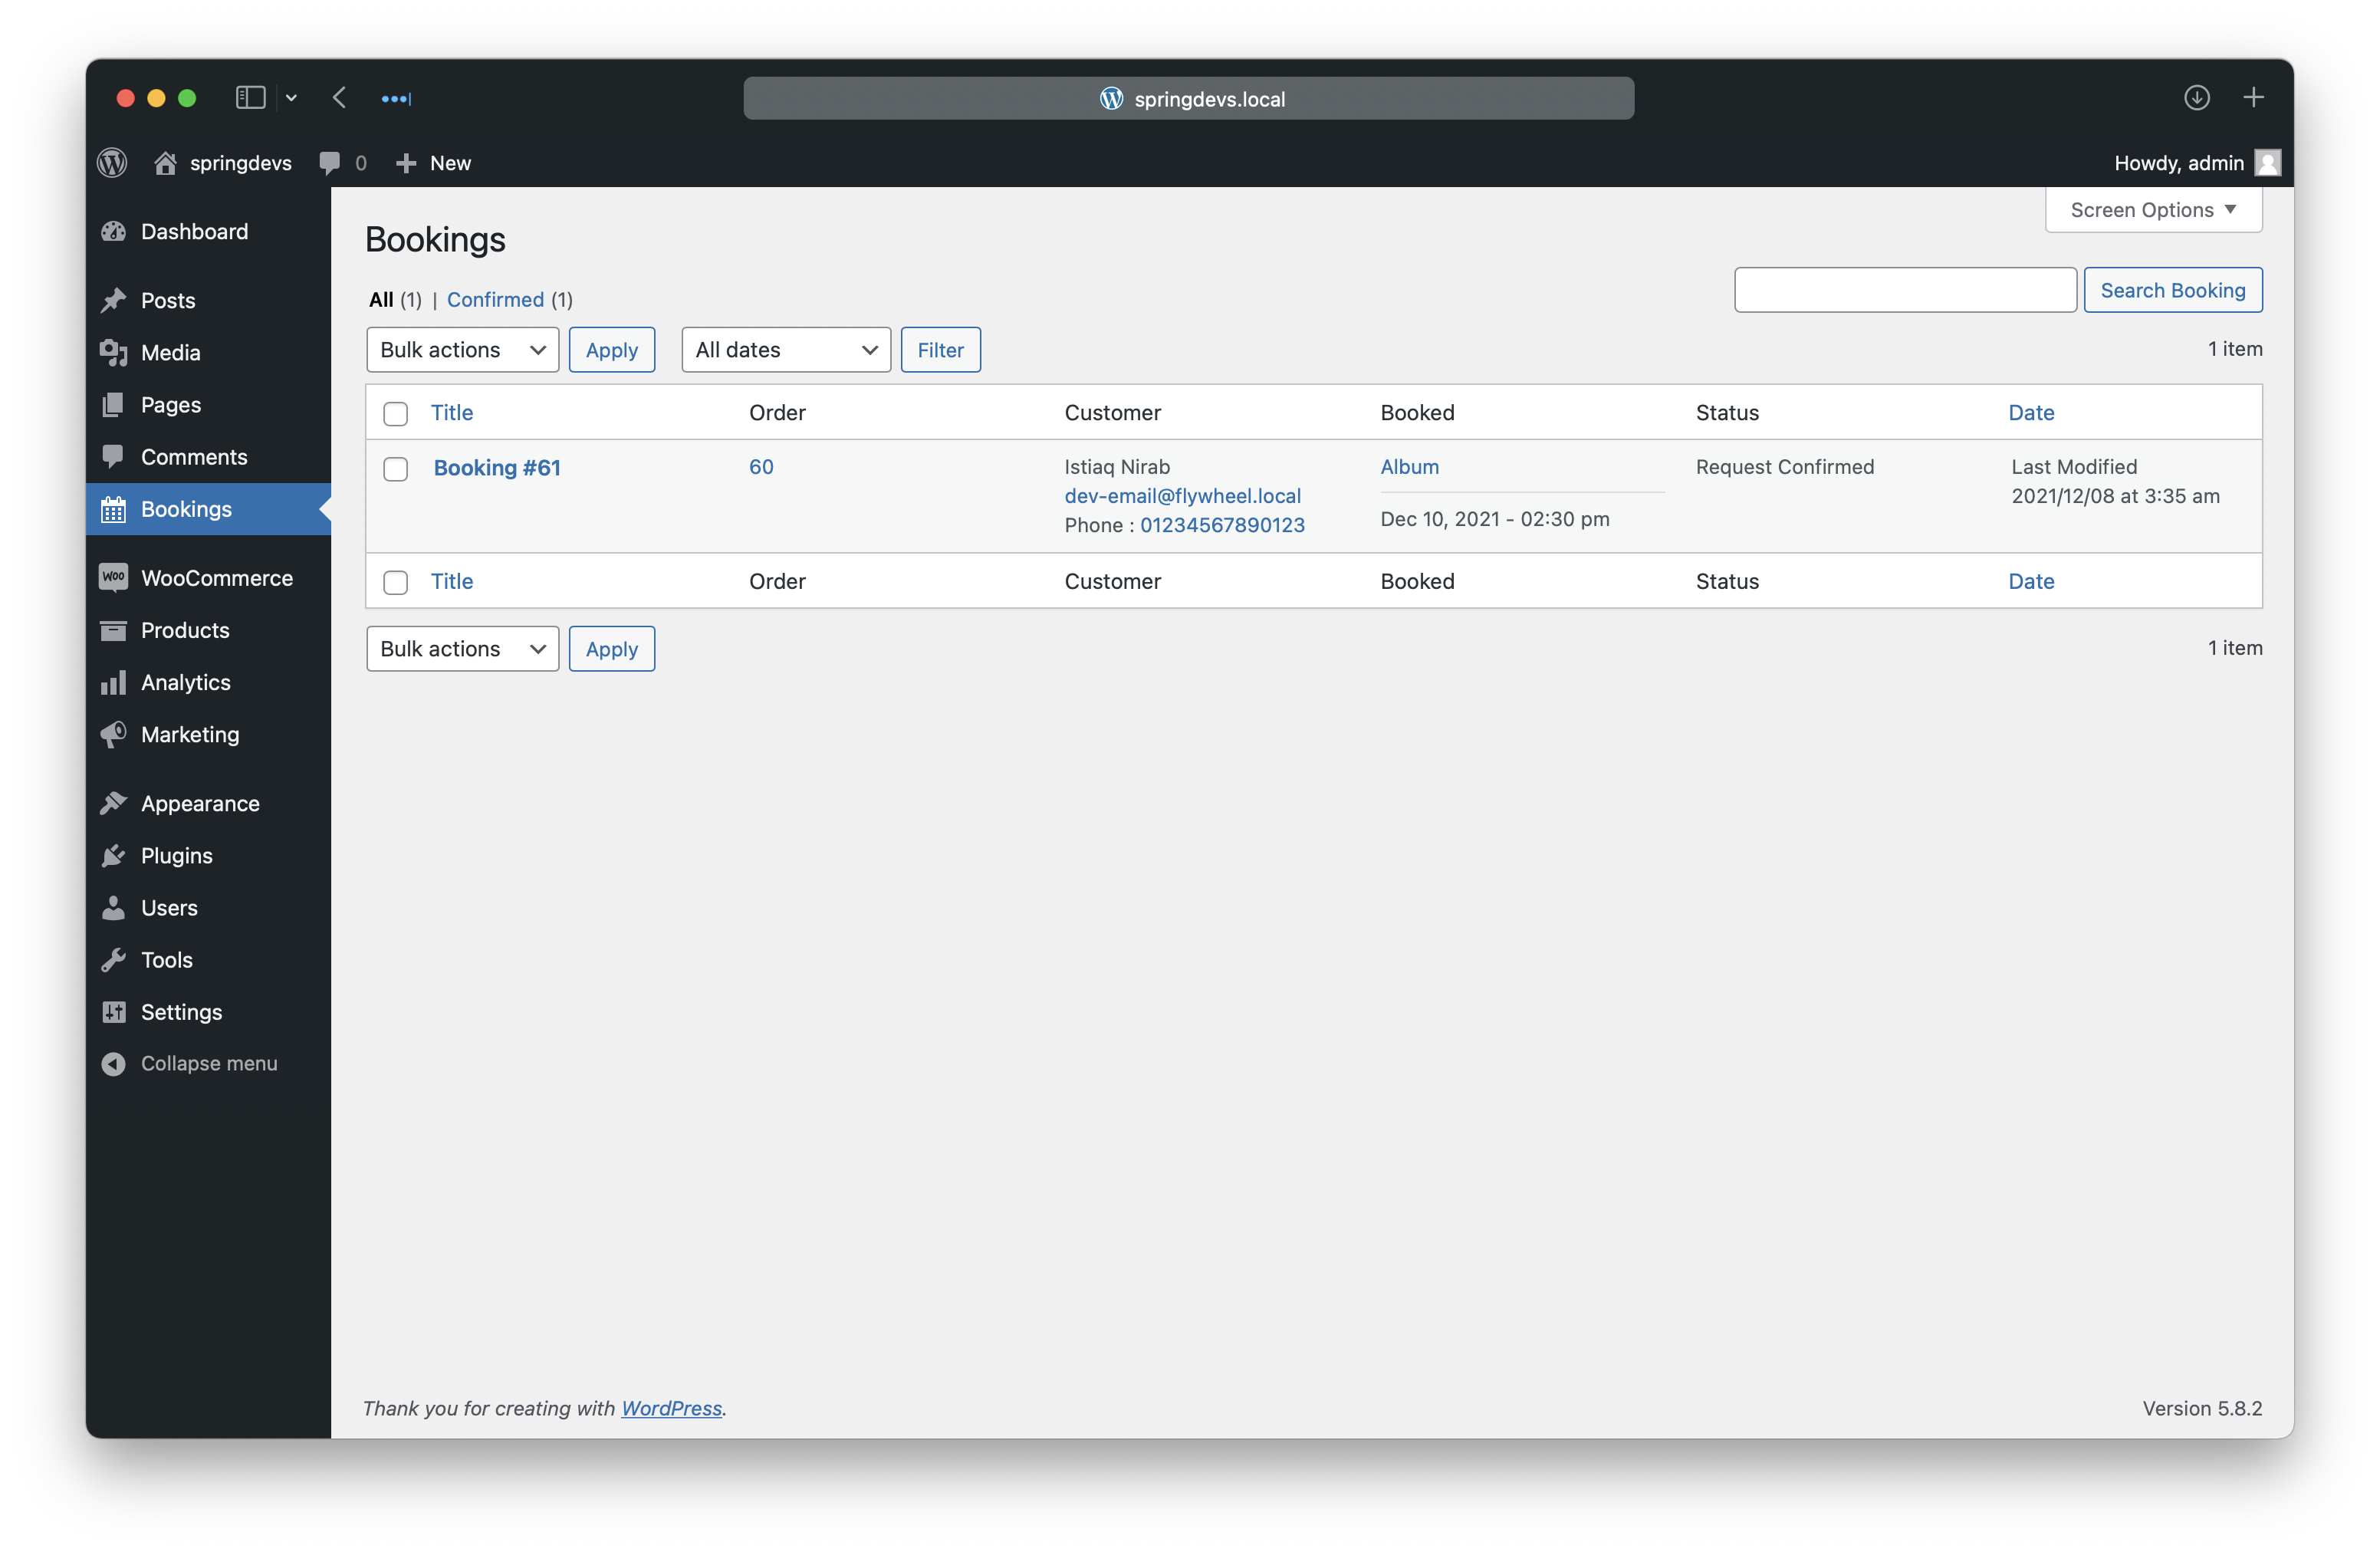 springdevs.local
springdevs 0 New
Howdy, admin
Dashboard
Posts
Media
Pages
Comments
Bookings
WOO WooCommerce
Products
Analytics
Marketing
Appearance
Plugins
Users
Tools
Settings
Collapse menu
Screen Options
Bookings
All (1) | Confirmed (1)
Search Booking
Bulk actions Apply All dates Filter
1 item
Title Order Customer Booked Status Date
Booking #61 60 Istiaq Nirab Album Request Confirmed Last Modified
dev-email@flywheel.local 2021/12/08 at 3:35 am
Phone : 01234567890123 Dec 10, 2021 - 02:30 pm
Title Order Customer Booked Status Date
Bulk actions Apply
1 item
Thank you for creating with WordPress.
Version 5.8.2